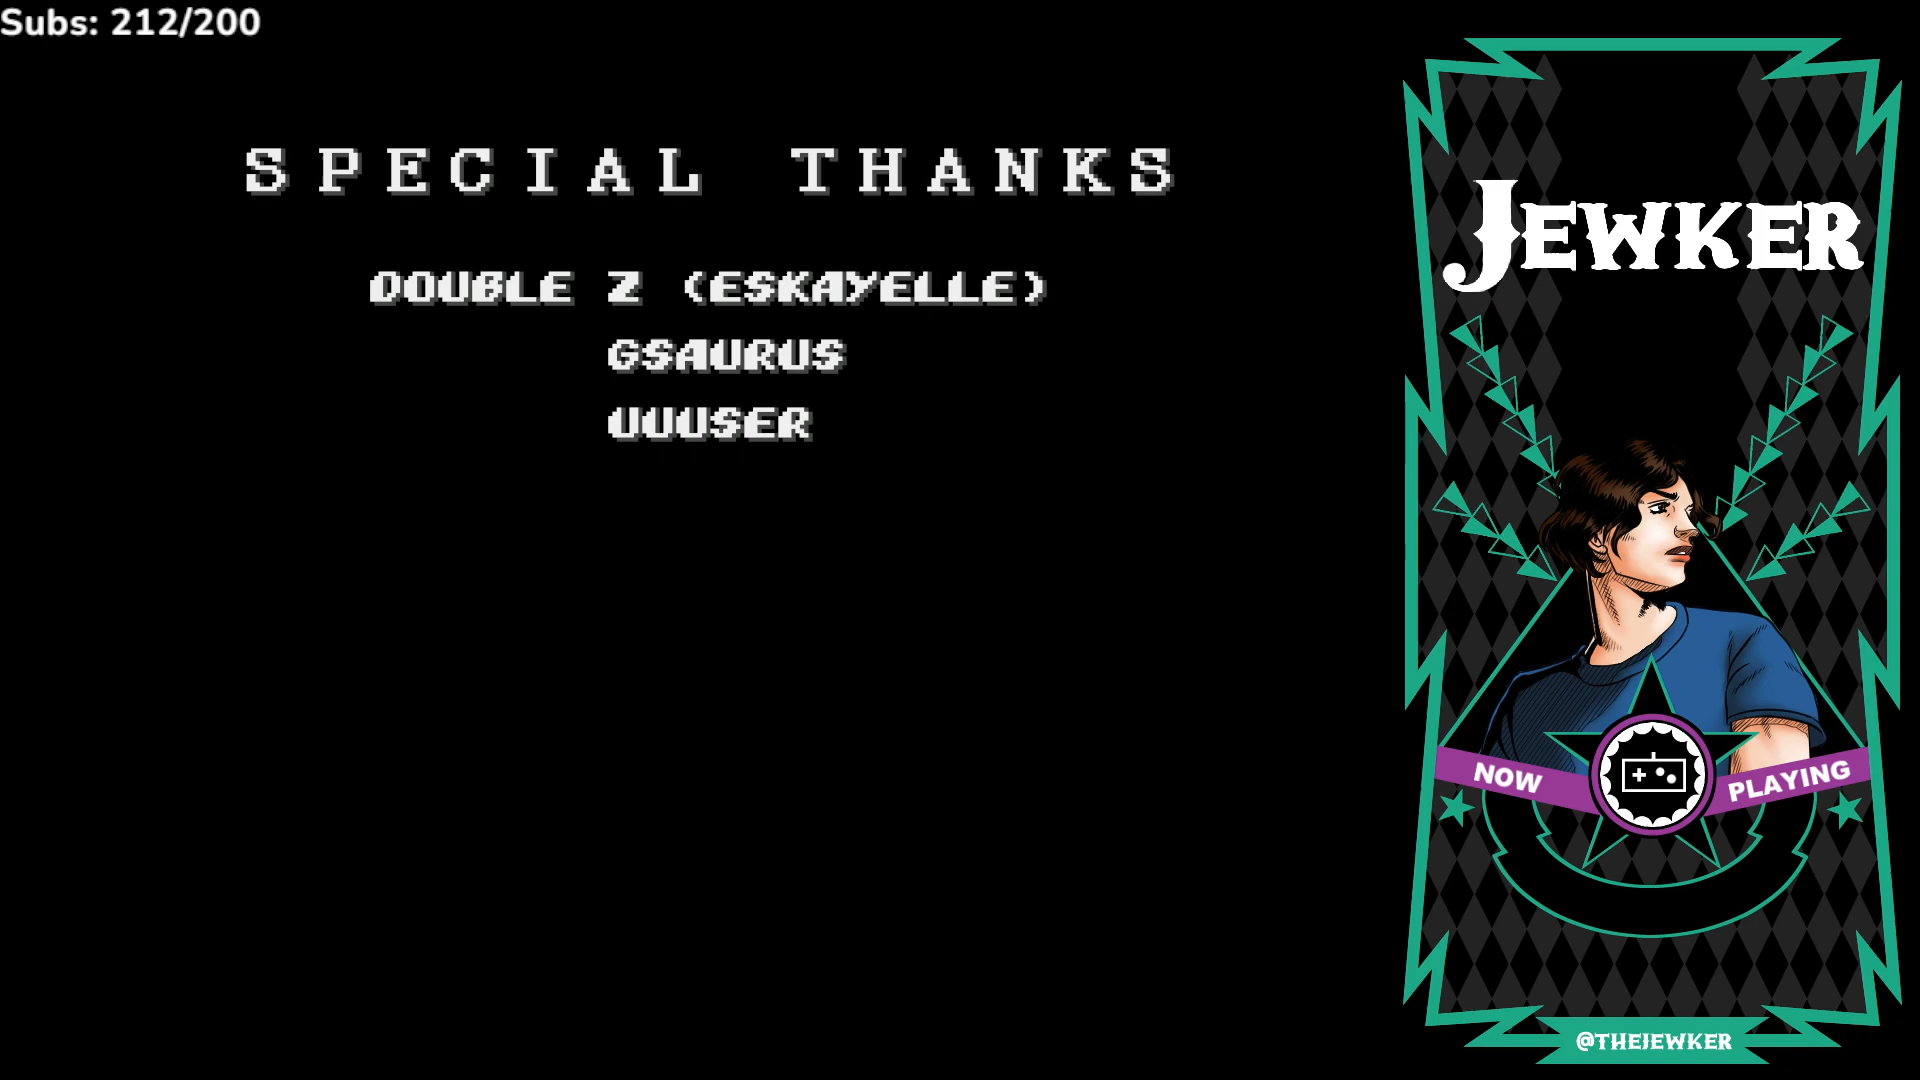 Subs: 212/200
SPECIAL THANKS
DOUBLE Z (ESKAYELLE)
GSAURUS
UUUSER
JEWKER
NOW PLAYING
@THEJEWKER